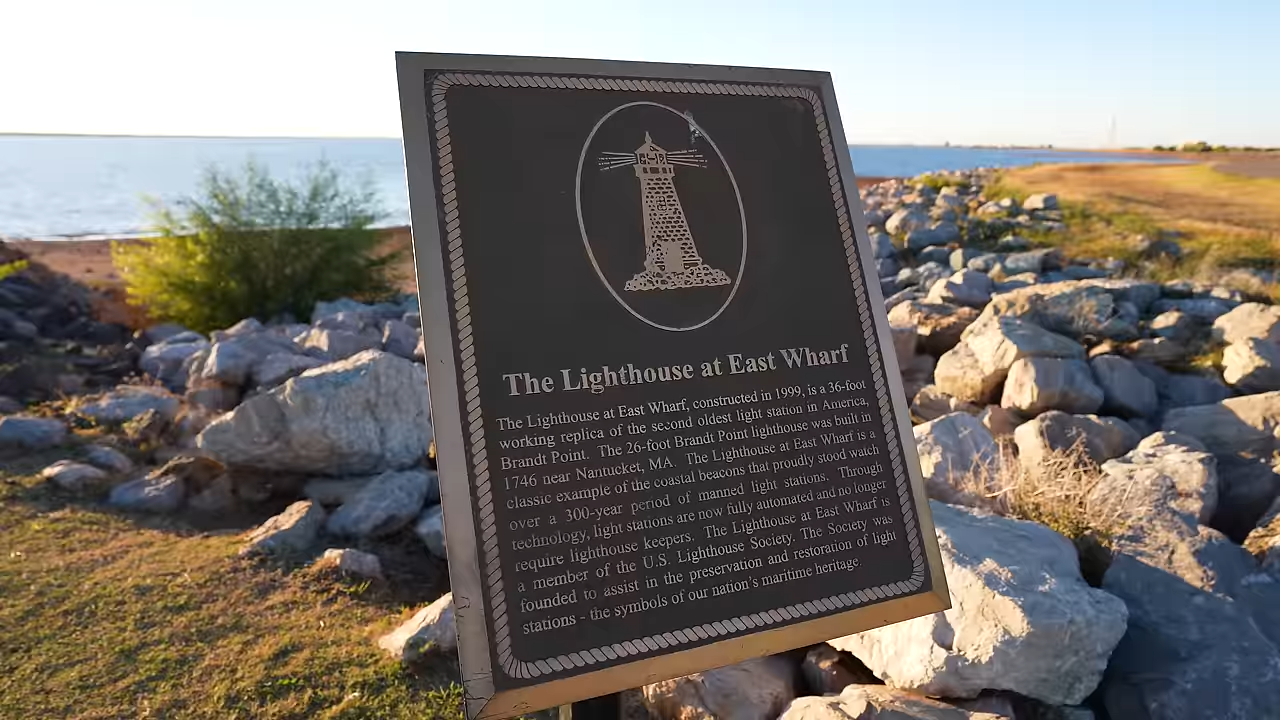 The Lighthouse at East Wharf
The Lighthouse at East Wharf, constructed in 1999, is a 36-foot
working replica of the second oldest light station in America,
Brandt Point. The 26-foot Brandt Point lighthouse was built in
1746 near Nantucket, MA. The Lighthouse at East Wharf is a
classic example of the coastal beacons that proudly stood watch
over a 300-year period of manned light stations. Through
technology, light stations are now fully automated and no longer
require lighthouse keepers. The Lighthouse at East Wharf is
a member of the U.S. Lighthouse Society. The Society was
founded to assist in the preservation and restoration of light
stations - the symbols of our nation's maritime heritage.